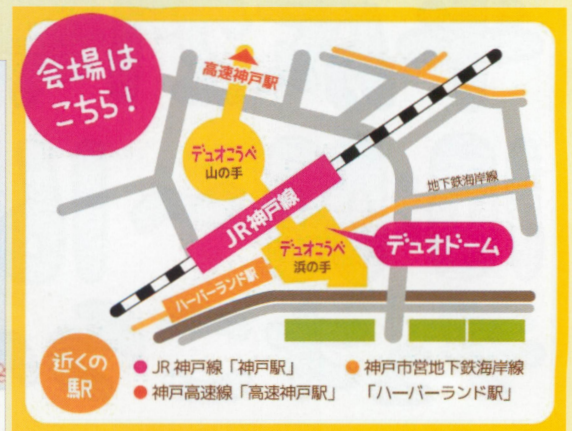 会場は
こちら!
高速神戸駅
デュオこうべ
山の手
地下鉄海岸線
JR神戸線
デュオこうべ
浜の手
デュオドーム
ハーバーランド駅
近くの
駅
JR神戸線「神戸駅」
神戸高速線「高速神戸駅」
神戸市営地下鉄海岸線
「ハーバーランド駅」